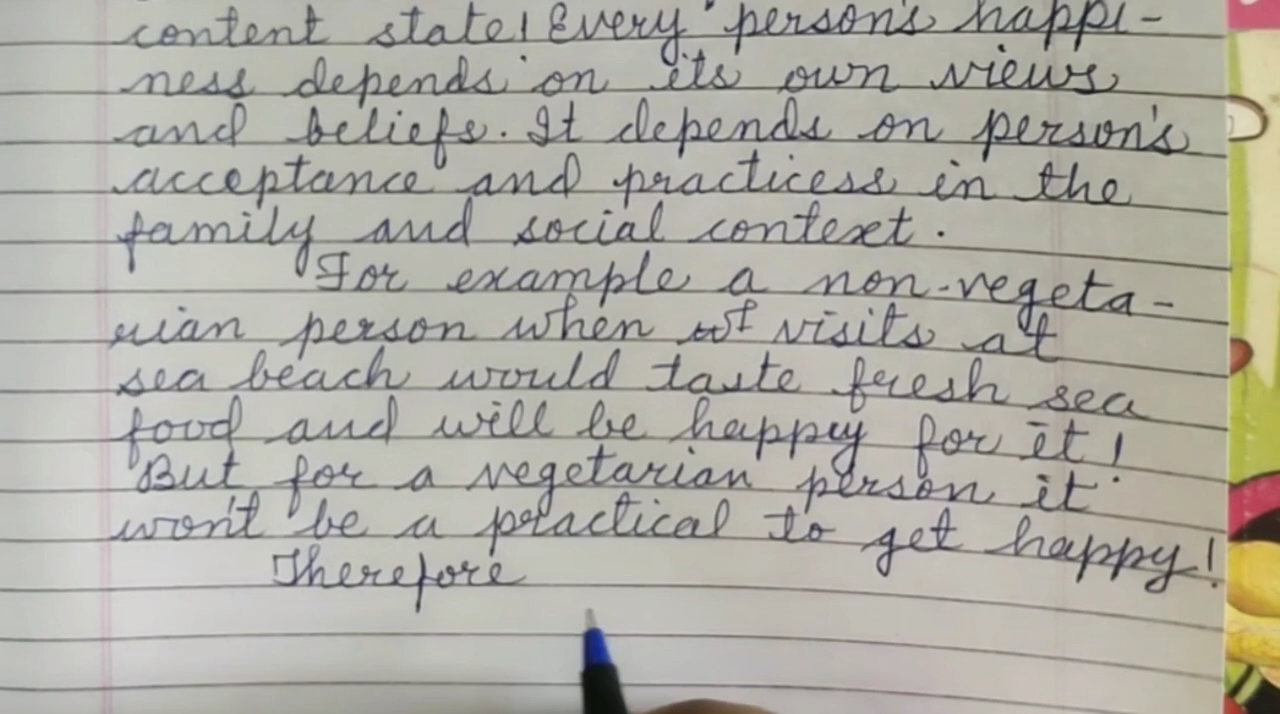 content state! Every person's happi-
ness depends on its own views
and beliefs. It depends on person's
acceptance and practicess in the
family and social context.
For example a non-vegeta-
rian person when visits at
sea beach would taste fresh sea
food and will be happy for it!
But for a vegetarian person it
won't be a practical to get happy!
Therefore